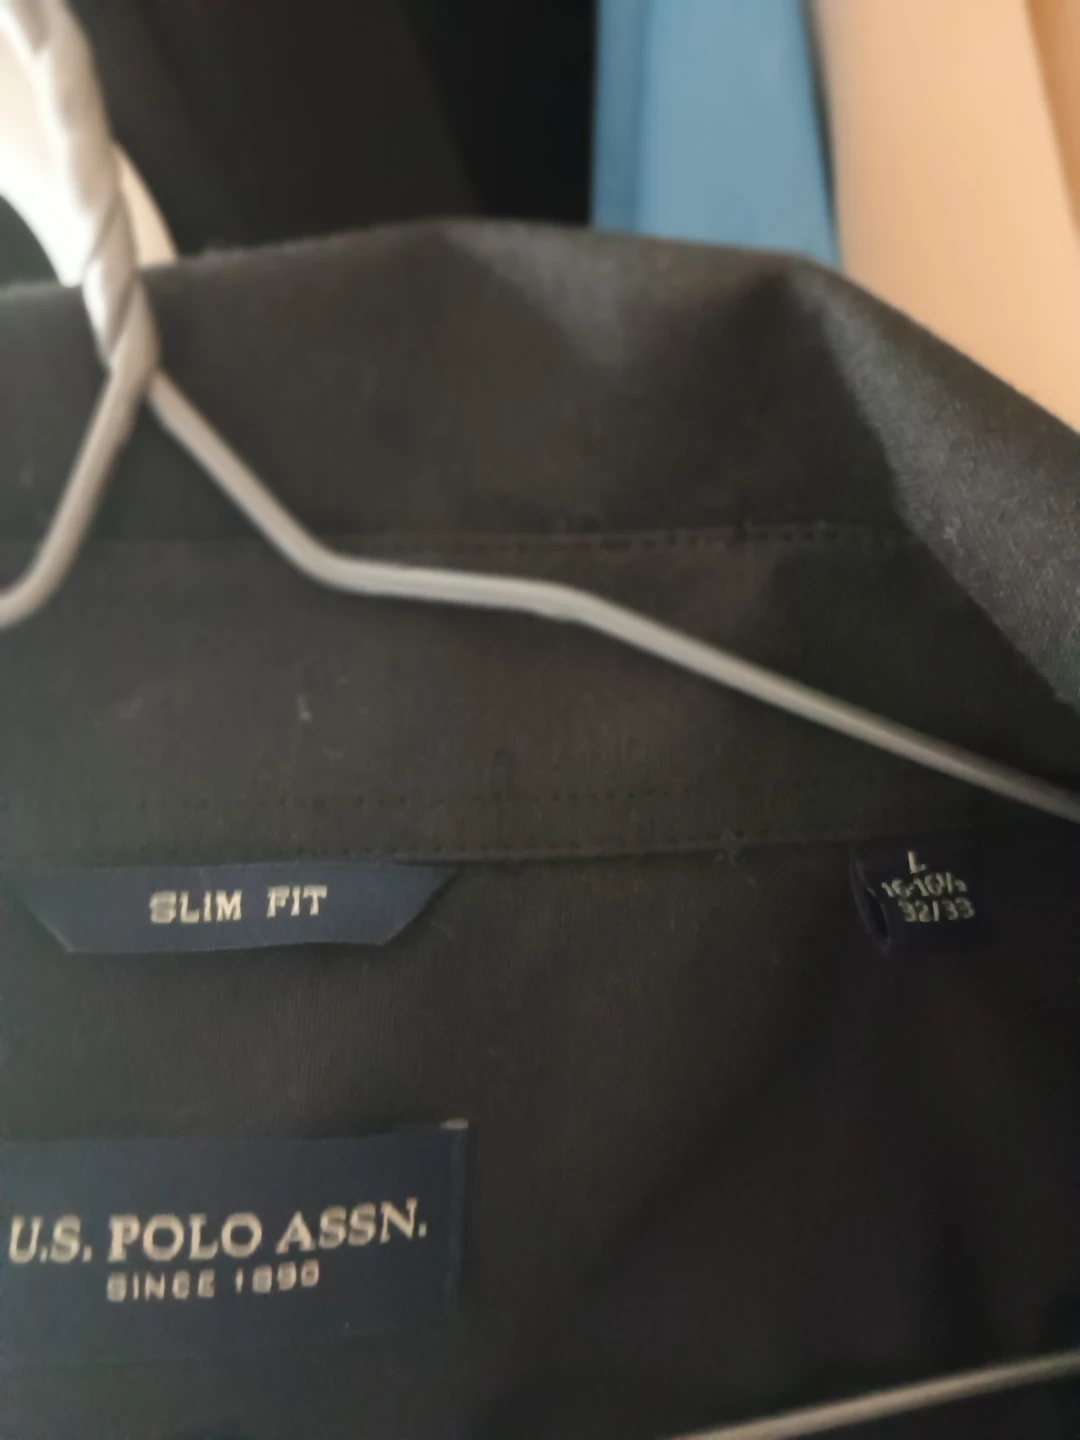 SLIM FIT
L
16-16½
32/33
U.S. POLO ASSN.
SINCE 1890